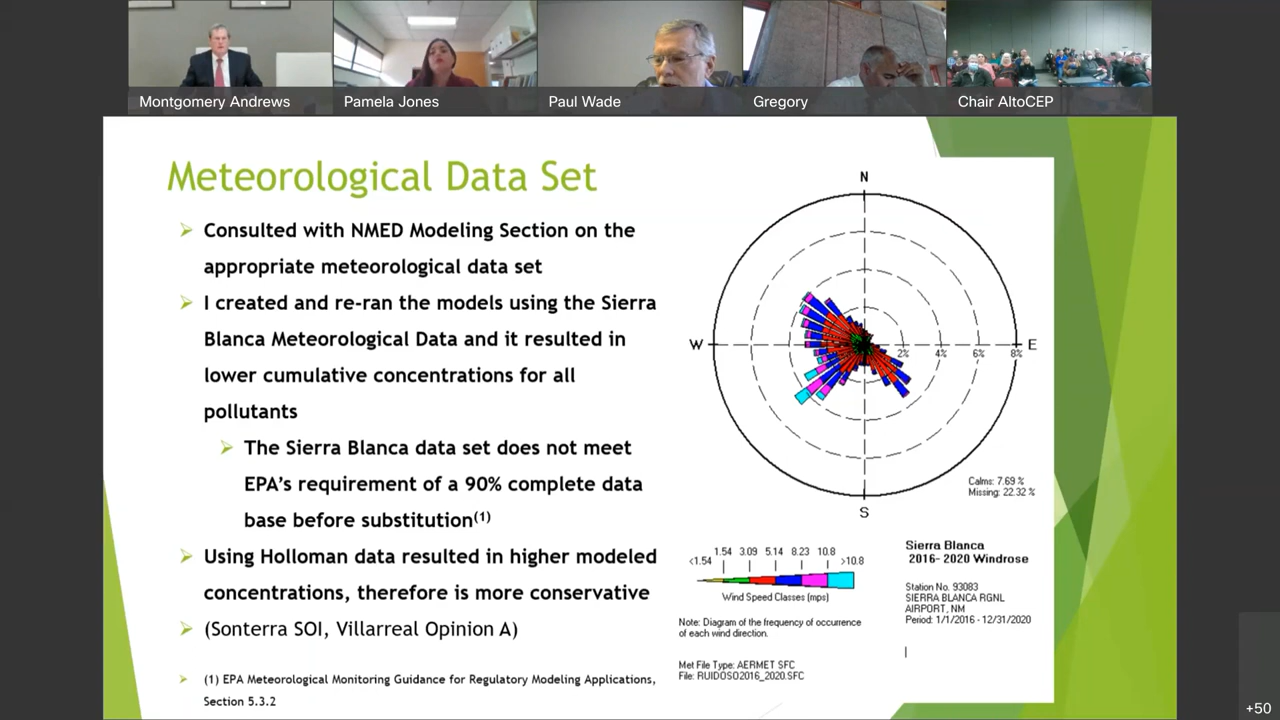 Montgomery Andrews
Pamela Jones
Paul Wade
Gregory
Chair AltoCEP
Meteorological Data Set
Consulted with NMED Modeling Section on the
appropriate meteorological data set
I created and re-ran the models using the Sierra
Blanca Meteorological Data and it resulted in
lower cumulative concentrations for all
pollutants
The Sierra Blanca data set does not meet
EPA's requirement of a 90% complete data
base before substitution(1)
Using Holloman data resulted in higher modeled
concentrations, therefore is more conservative
(Sonterra SOI, Villarreal Opinion A)
(1) EPA Meteorological Monitoring Guidance for Regulatory Modeling Applications,
Section 5.3.2
N
W
E
2% 4% 6% 8%
S
Calms: 7.69 %
Missing: 22.32 %
1.54 3.09 5.14 8.23 10.8
<1.54 >10.8
Wind Speed Classes (mps)
Note: Diagram of the frequency of occurrence
of each wind direction.
Met File Type: AERMET SFC
File: RUIDOSO2016_2020.SFC
Sierra Blanca
2016- 2020 Windrose
Station No. 93083
SIERRA BLANCA RGNL
AIRPORT, NM
Period: 1/1/2016 - 12/31/2020
+50